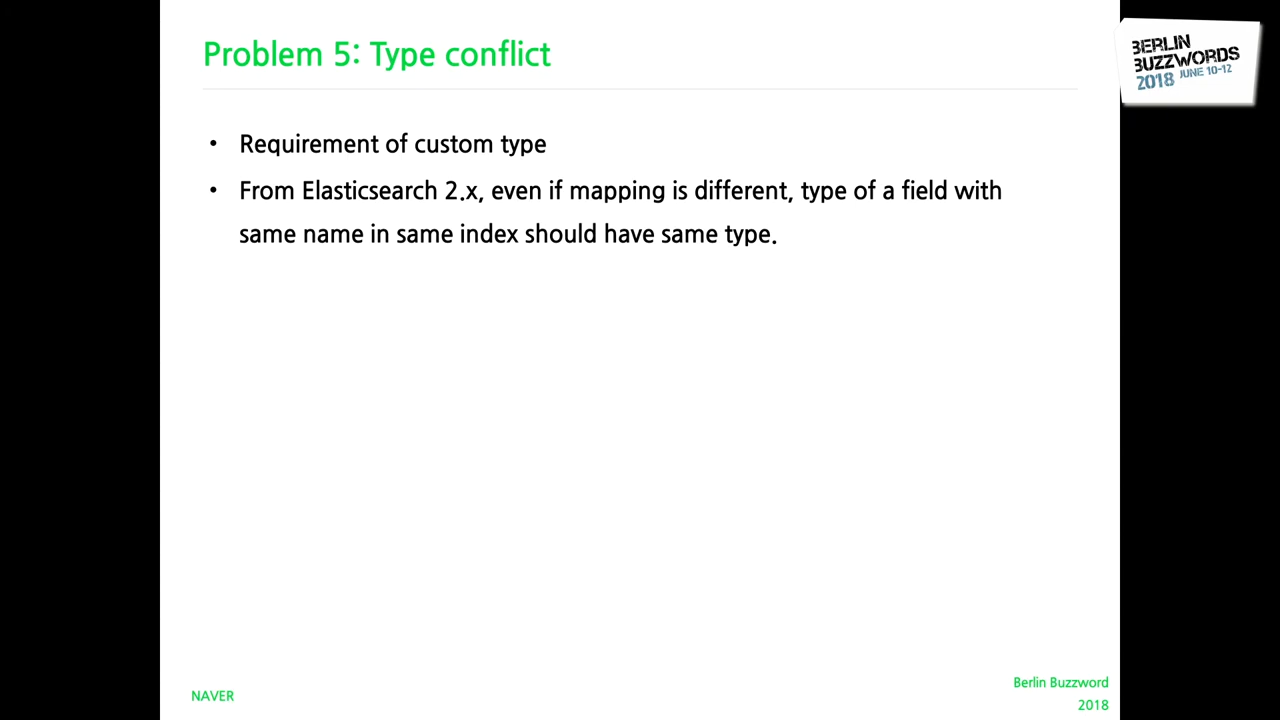 Problem 5: Type conflict
BERLIN
BUZZWORDS
2018 JUNE 10-12
• Requirement of custom type
• From Elasticsearch 2.x, even if mapping is different, type of a field with
same name in same index should have same type.
NAVER
Berlin Buzzword
2018